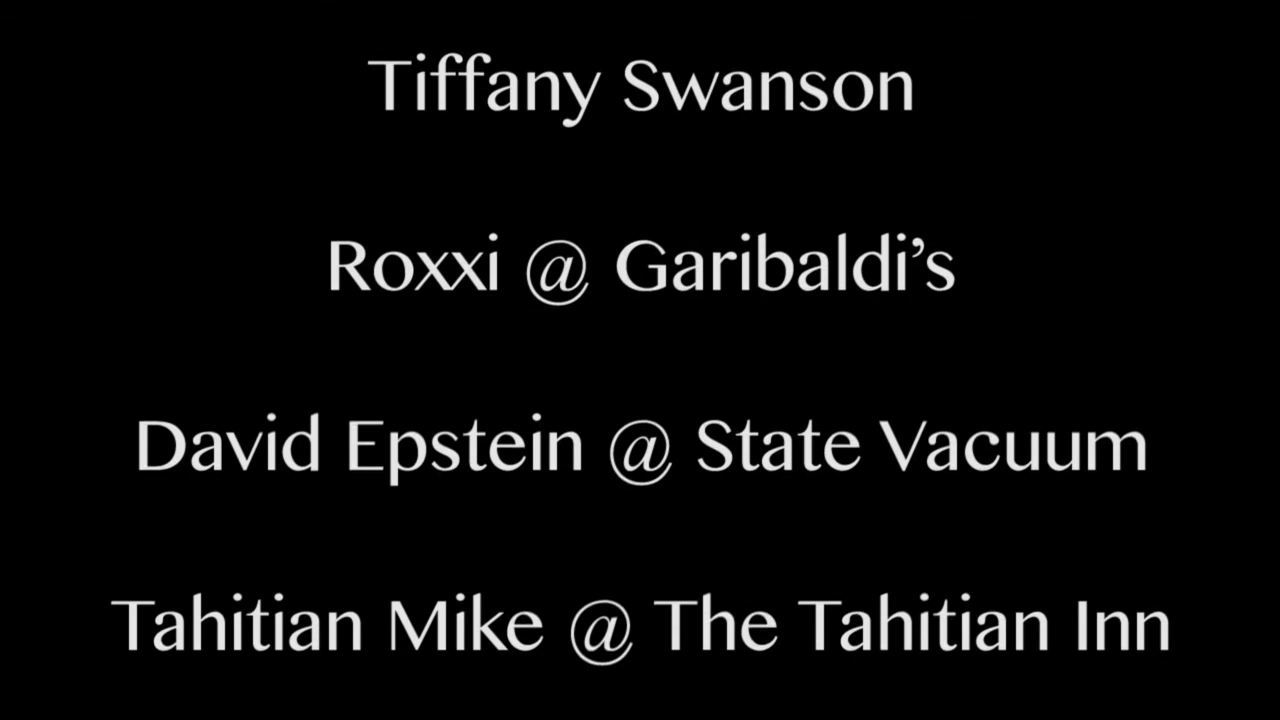 Tiffany Swanson
Roxxi @ Garibaldi’s
David Epstein @ State Vacuum
Tahitian Mike @ The Tahitian Inn